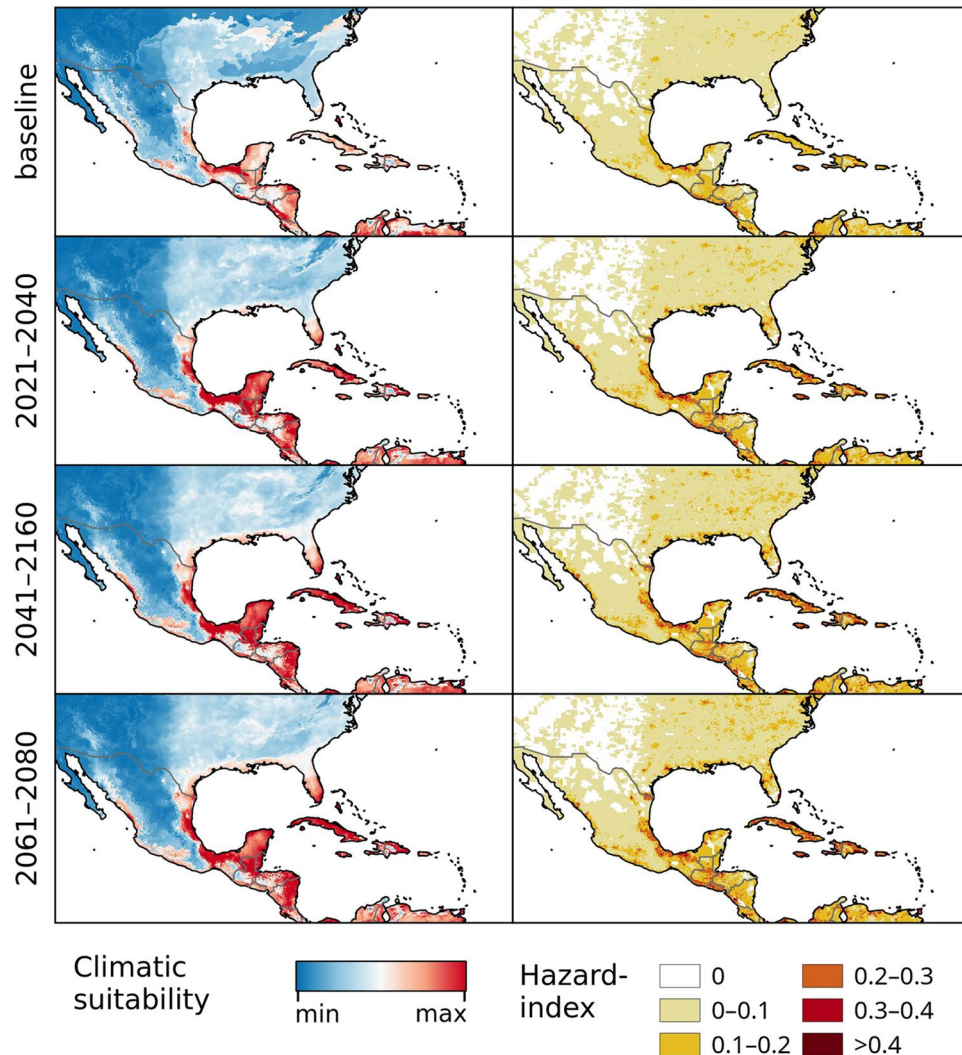 baseline
2021–2040
2041–2160
2061–2080
Climatic
suitability
min max
Hazard-
index
0
0–0.1
0.1–0.2
0.2–0.3
0.3–0.4
>0.4